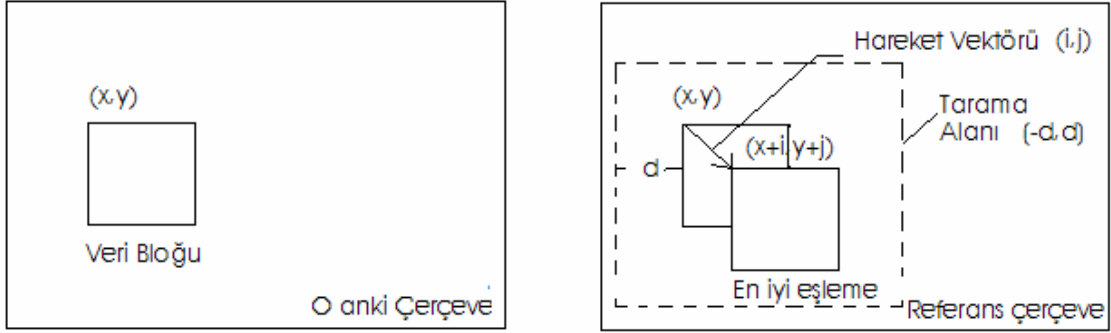 (x,y)
Veri Bloğu
O anki Çerçeve
Hareket Vektörü (i,j)
(x,y)
Tarama
Alanı (-d,d)
(x+i, y+j)
d
En iyi eşleme
Referans çerçeve